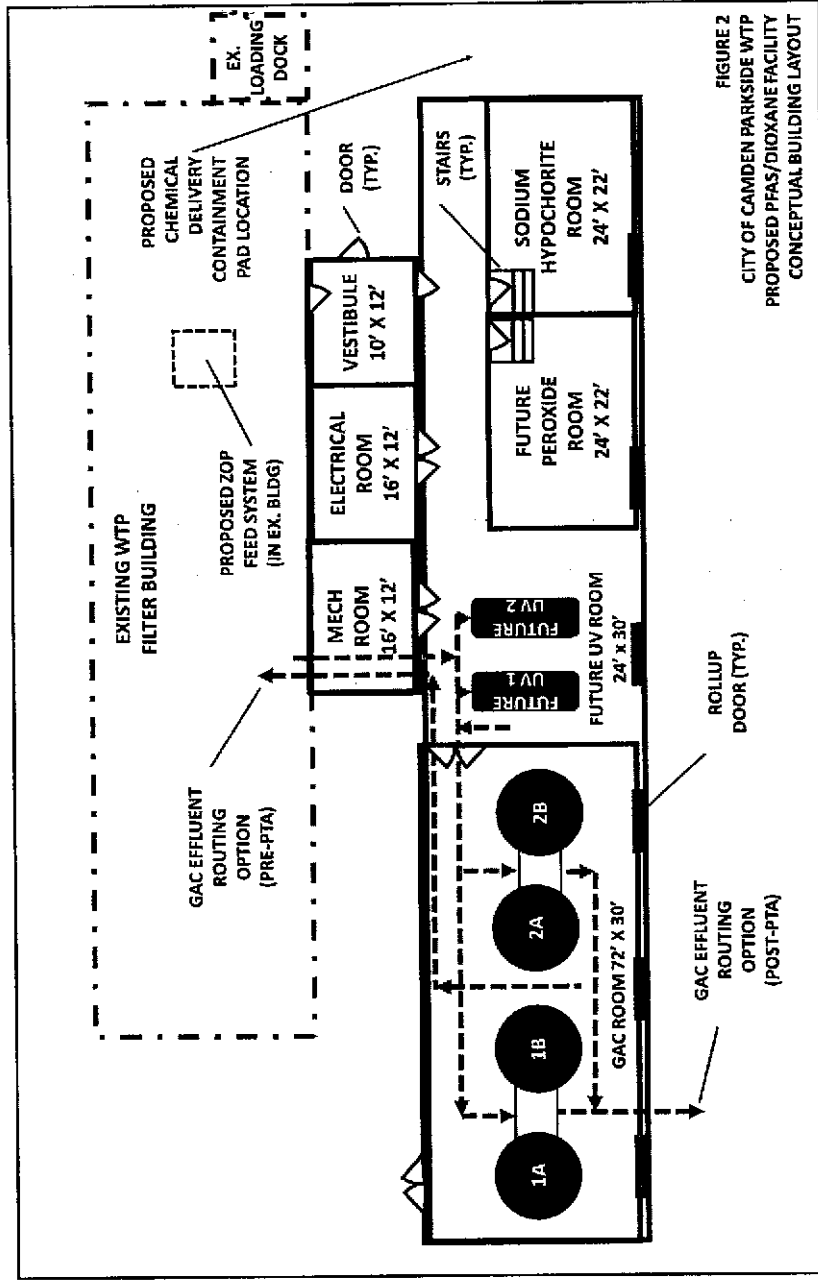 EXISTING WTP
FILTER BUILDING
EX.
LOADING
DOCK
PROPOSED
CHEMICAL
DELIVERY
CONTAINMENT
PAD LOCATION
PROPOSED ZOP
FEED SYSTEM
(IN EX. BLDG)
GAC EFFLUENT
ROUTING
OPTION
(PRE-PTA)
DOOR
(TYP.)
MECH
ROOM
16' X 12'
ELECTRICAL
ROOM
16' X 12'
VESTIBULE
10' X 12'
STAIRS
(TYP.)
1A
1B
2A
2B
GAC ROOM 72' X 30'
FUTURE
UV 1
FUTURE
UV 2
FUTURE UV ROOM
24' x 30'
FUTURE
PEROXIDE
ROOM
24' X 22'
SODIUM
HYPOCHORITE
ROOM
24' X 22'
GAC EFFLUENT
ROUTING
OPTION
(POST-PTA)
ROLLUP
DOOR (TYP.)
FIGURE 2
CITY OF CAMDEN PARKSIDE WTP
PROPOSED PFAS/DIOXANE FACILITY
CONCEPTUAL BUILDING LAYOUT